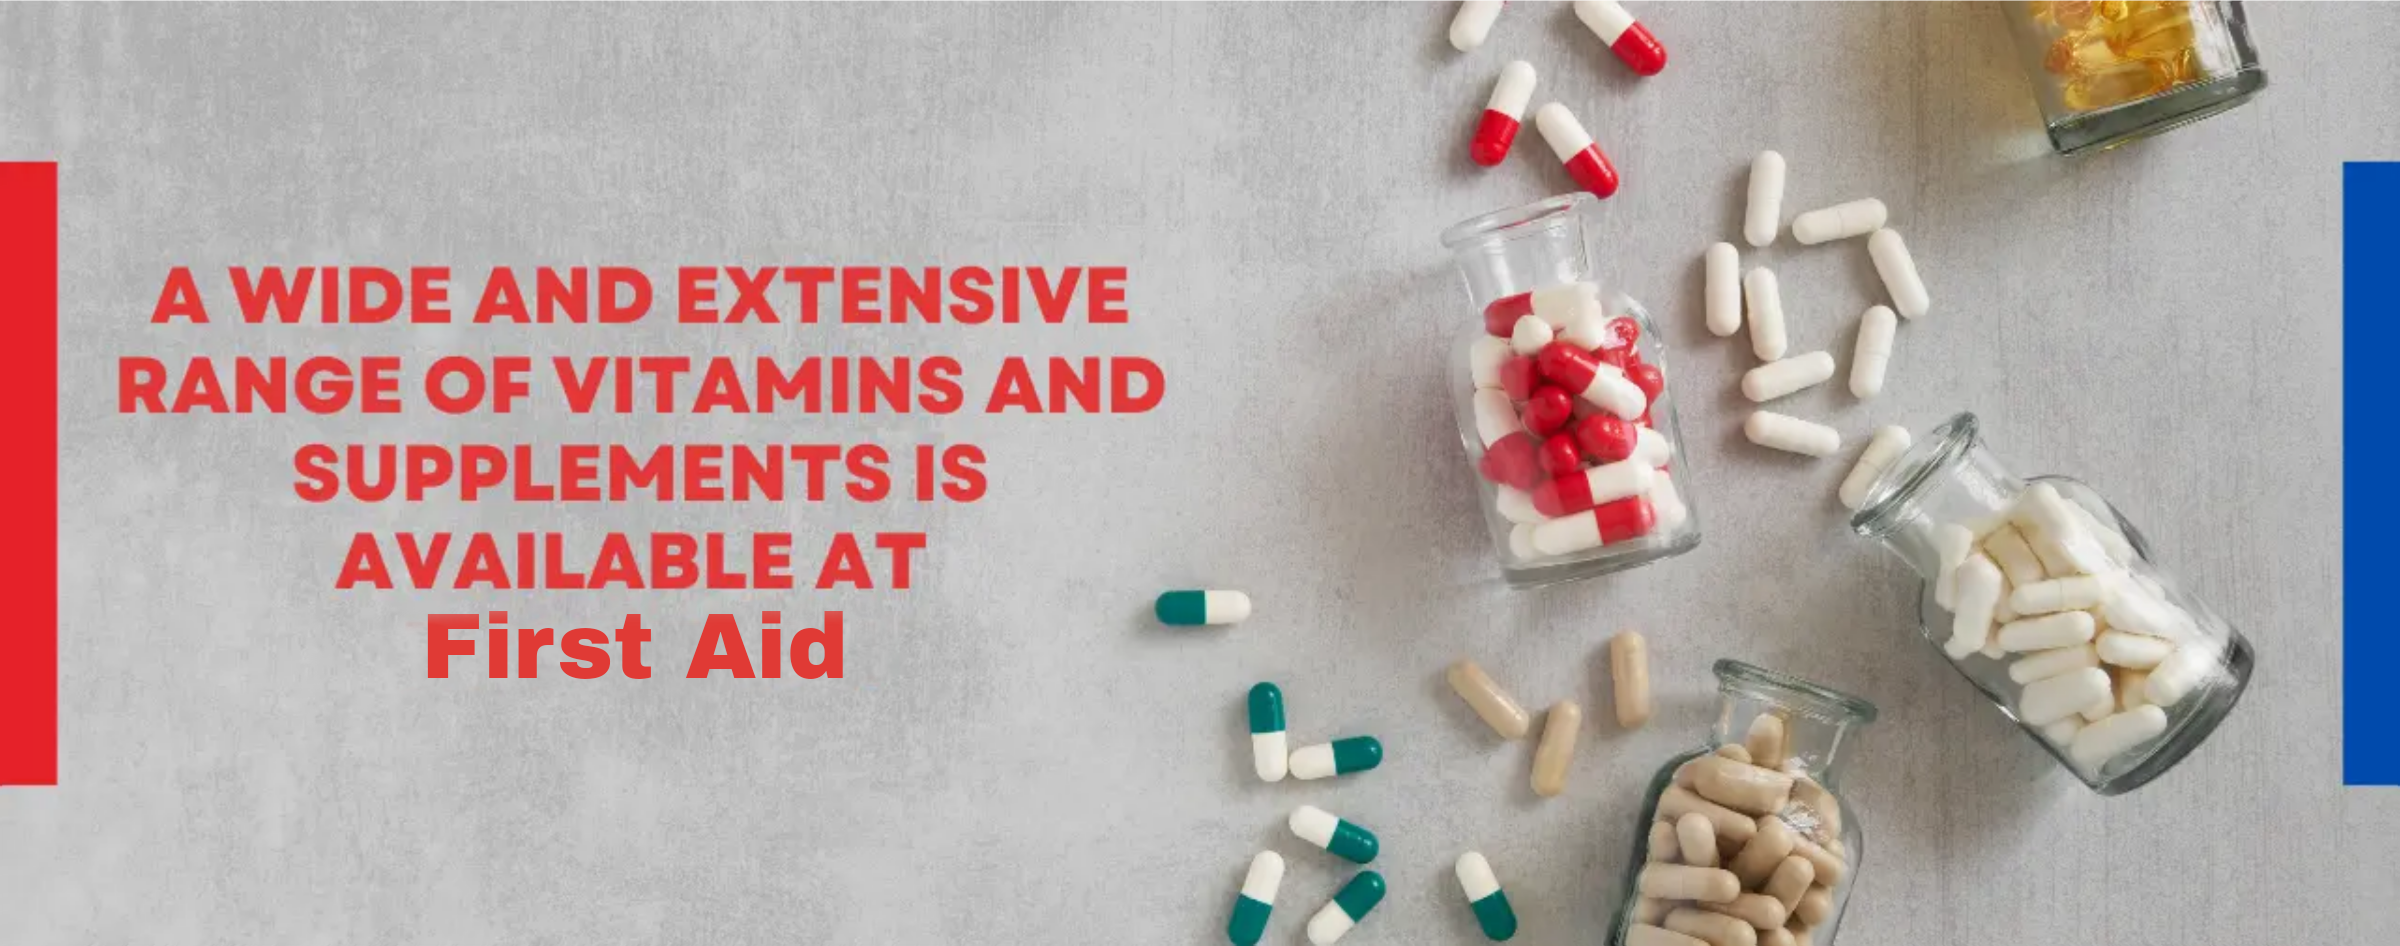 A WIDE AND EXTENSIVE
RANGE OF VITAMINS AND
SUPPLEMENTS IS
AVAILABLE AT
First Aid